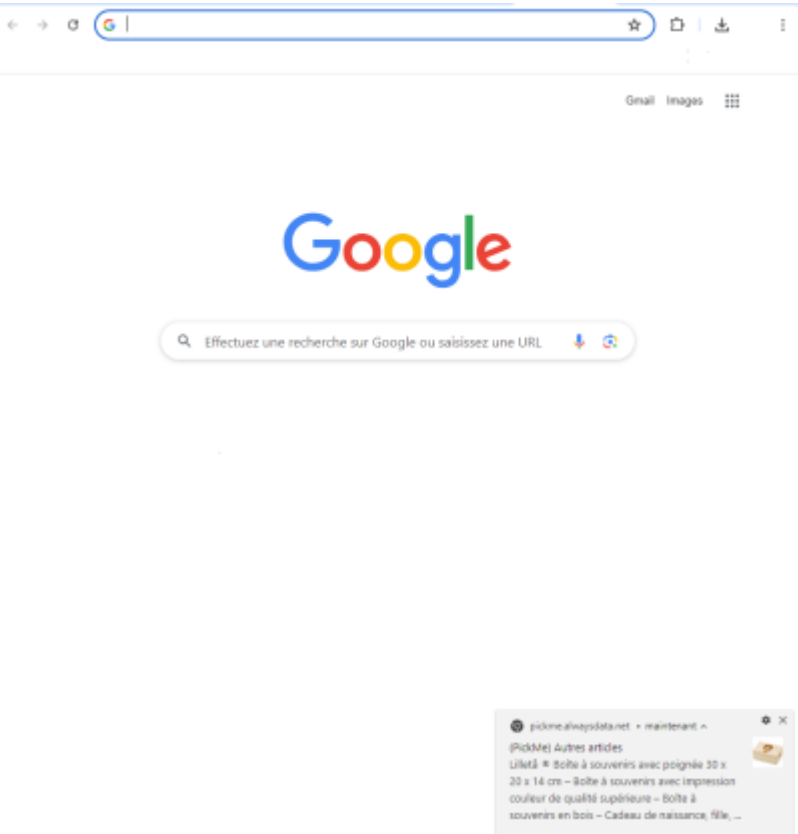 Gmail Images
Google
Effectuez une recherche sur Google ou saisissez une URL
pickme.alwaysdata.net • maintenant
(PickMe) Autres articles
Lilletå ® Boîte à souvenirs avec poignée 30 x
20 x 14 cm – Boîte à souvenirs avec impression
couleur de qualité supérieure – Boîte à
souvenirs en bois – Cadeau de naissance, fille, ...